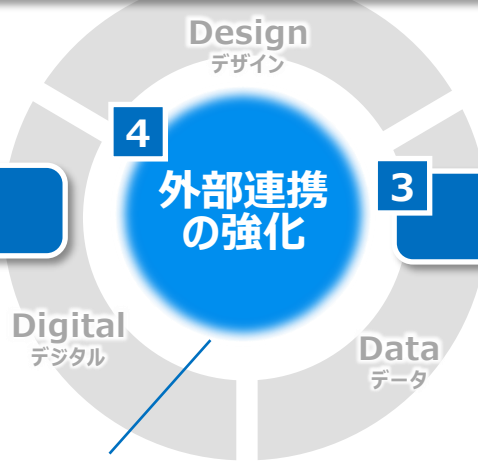 Design
デザイン
4
外部連携
の強化
3
Digital
デジタル
Data
データ